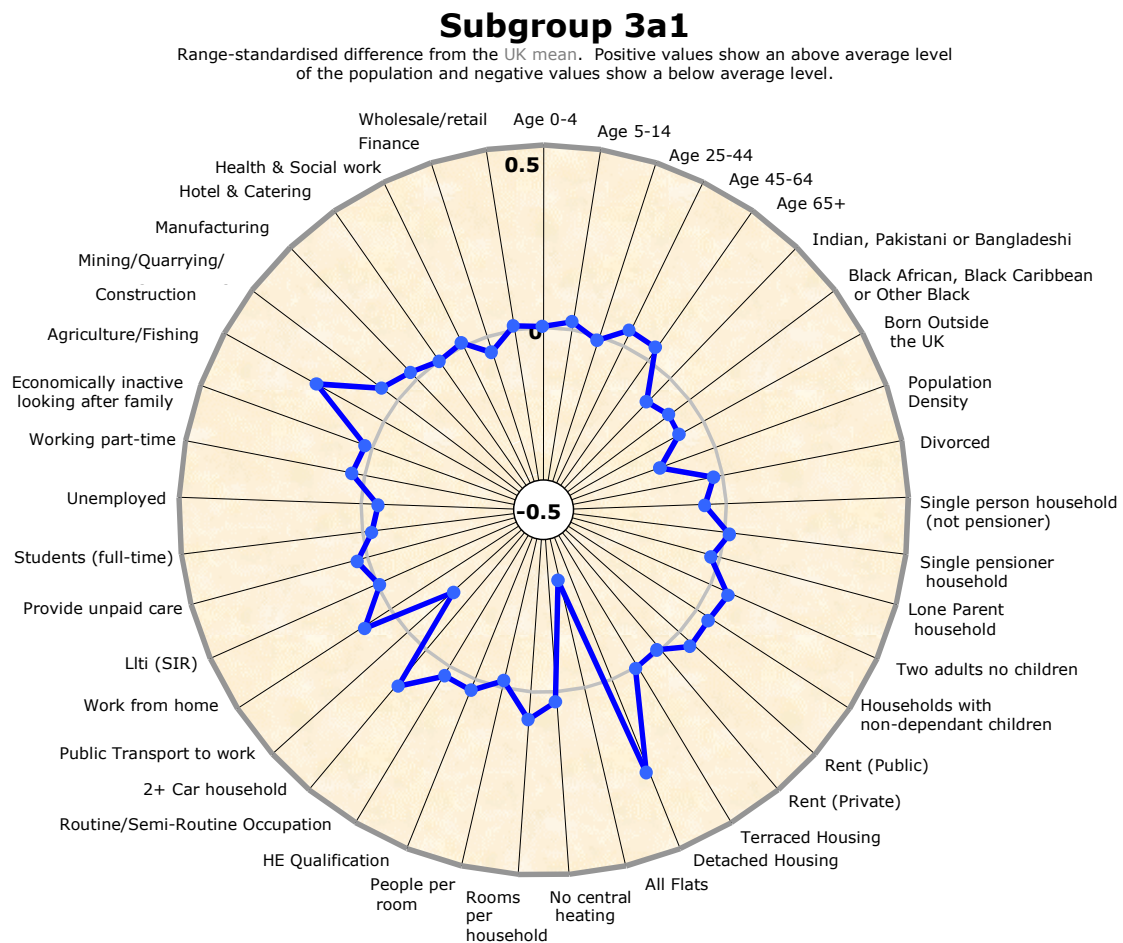 Subgroup 3a1
Range-standardised difference from the UK mean.  Positive values show an above average level
of the population and negative values show a below average level.
Wholesale/retail
Age 0-4
Age 5-14
Finance
Age 25-44
Health & Social work
Age 45-64
Hotel & Catering
Age 65+
Manufacturing
Indian, Pakistani or Bangladeshi
Mining/Quarrying/
Black African, Black Caribbean
or Other Black
Construction
Born Outside
the UK
Agriculture/Fishing
Economically inactive
looking after family
Population
Density
Working part-time
Divorced
Unemployed
Single person household
(not pensioner)
Students (full-time)
Single pensioner
household
Provide unpaid care
Lone Parent
household
Llti (SIR)
Two adults no children
Work from home
Households with
non-dependant children
Public Transport to work
Rent (Public)
2+ Car household
Rent (Private)
Routine/Semi-Routine Occupation
Terraced Housing
HE Qualification
Detached Housing
People per
room
All Flats
Rooms
per
household
No central
heating
0.5
0
-0.5